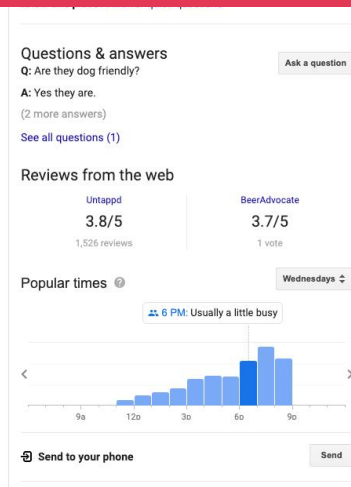 Questions & answers
Ask a question
Q: Are they dog friendly?
A: Yes they are.
(2 more answers)
See all questions (1)
Reviews from the web
Untappd
BeerAdvocate
3.8/5
3.7/5
1,526 reviews
1 vote
Popular times
Wednesdays
6 PM: Usually a little busy
9a 12p 3p 6p 9p
Send to your phone
Send